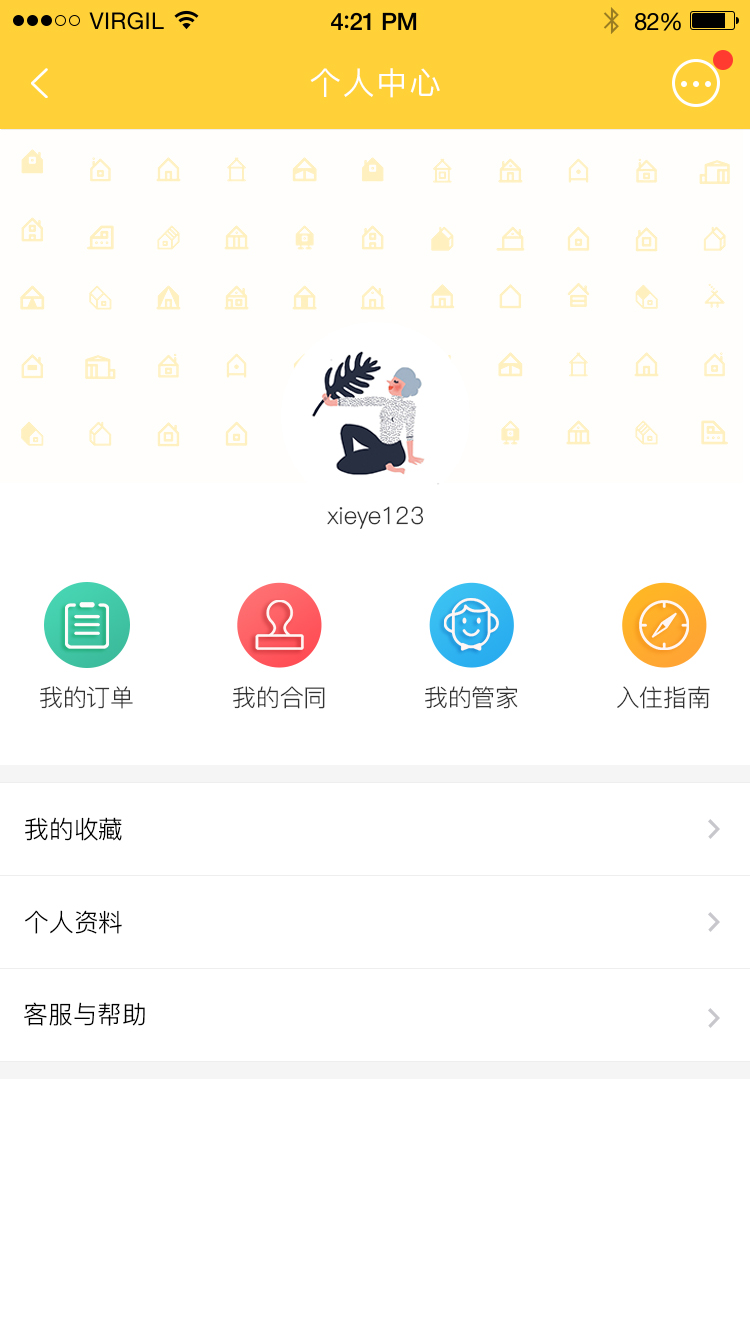 VIRGIL 4:21 PM 82%
个人中心
xieye123
我的订单 我的合同 我的管家 入住指南
我的收藏
个人资料
客服与帮助